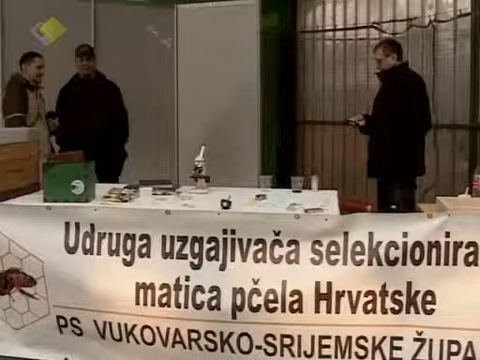 Udruga uzgajivača selekcionira
matica pčela Hrvatske
PS VUKOVARSKO-SRIJEMSKE ŽUPA